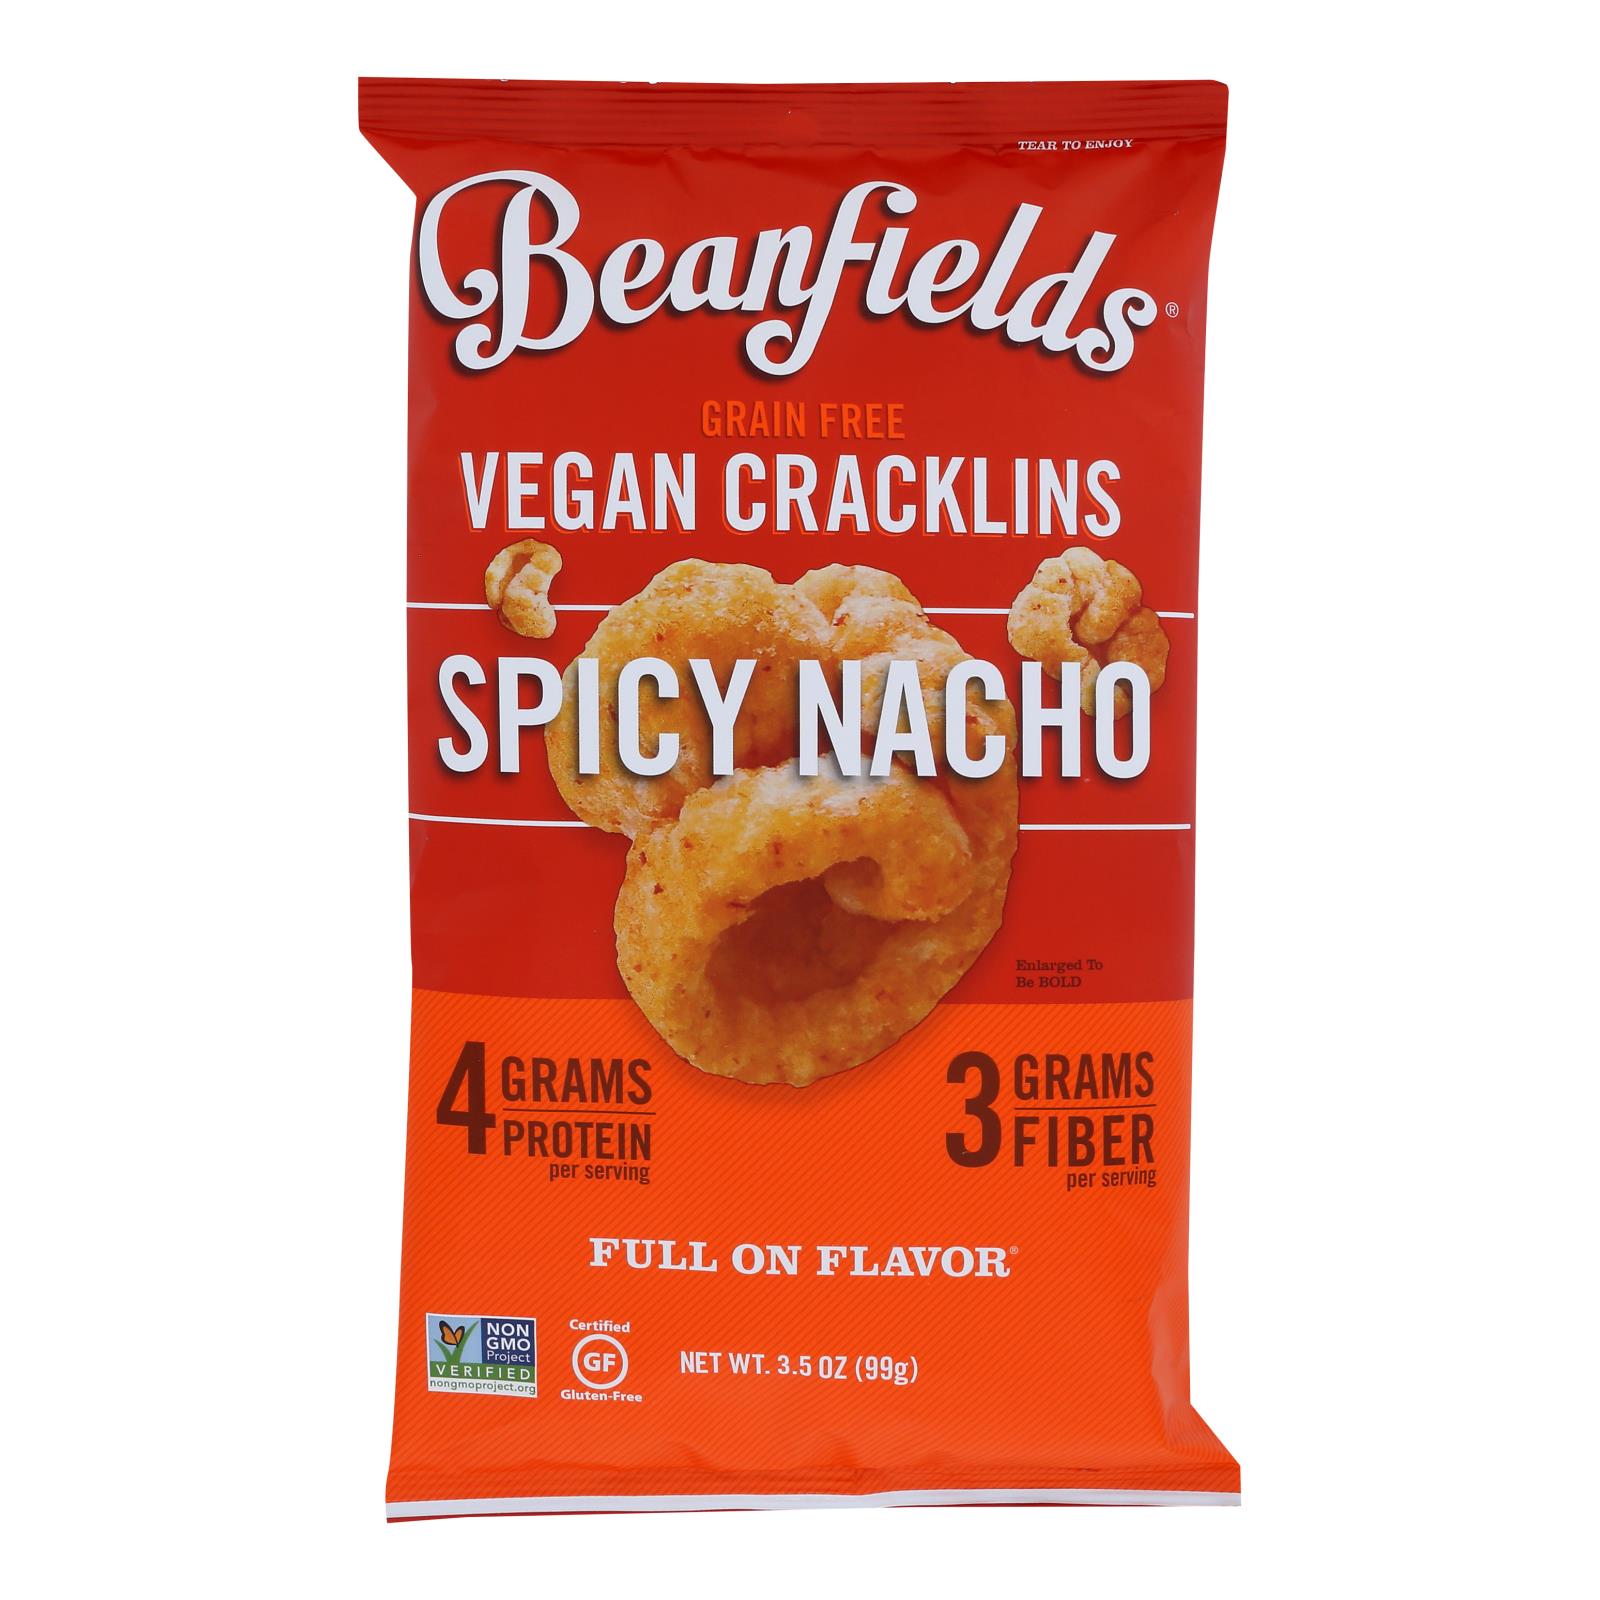 TEAR TO ENJOY
Beanfields®
GRAIN FREE
VEGAN CRACKLINS
SPICY NACHO
Enlarged To
Be BOLD
4 GRAMS
PROTEIN
per serving
3 GRAMS
FIBER
per serving
FULL ON FLAVOR®
NON
GMO
Project
VERIFIED
nongmoproject.org
Certified
GF
Gluten-Free
NET WT. 3.5 OZ (99g)